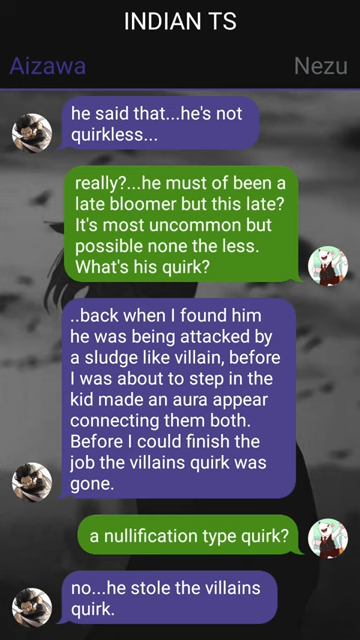 INDIAN TS
Aizawa
Nezu
he said that...he's not
quirkless...
really?...he must of been a
late bloomer but this late?
It's most uncommon but
possible none the less.
What's his quirk?
..back when I found him
he was being attacked by
a sludge like villain, before
I was about to step in the
kid made an aura appear
connecting them both.
Before I could finish the
job the villains quirk was
gone.
a nullification type quirk?
no...he stole the villains
quirk.